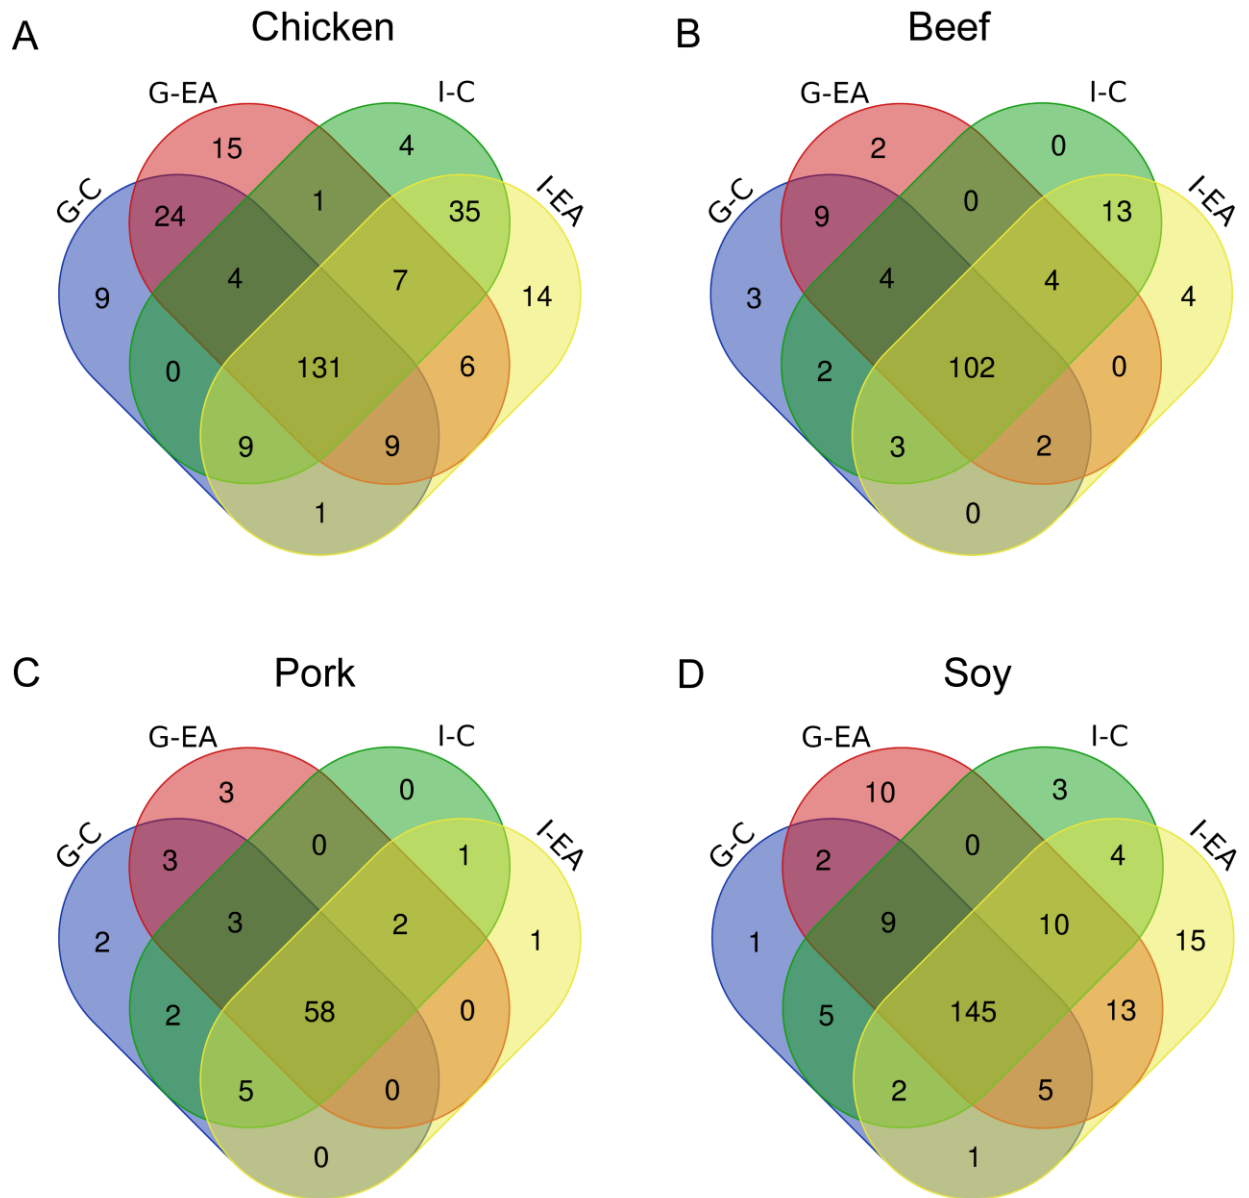 A Chicken
G-EA I-C
G-C I-EA
15 4
24 1 35
9 4 7 14
0 131 6
9 9
1
B Beef
G-EA I-C
G-C I-EA
2 0
9 0 13
3 4 4 4
2 102 0
3 2
0
C Pork
G-EA I-C
G-C I-EA
3 0
3 0 1
2 3 2 1
2 58 0
5 0
0
D Soy
G-EA I-C
G-C I-EA
10 3
2 0 4
1 9 10 15
5 145 13
2 5
1